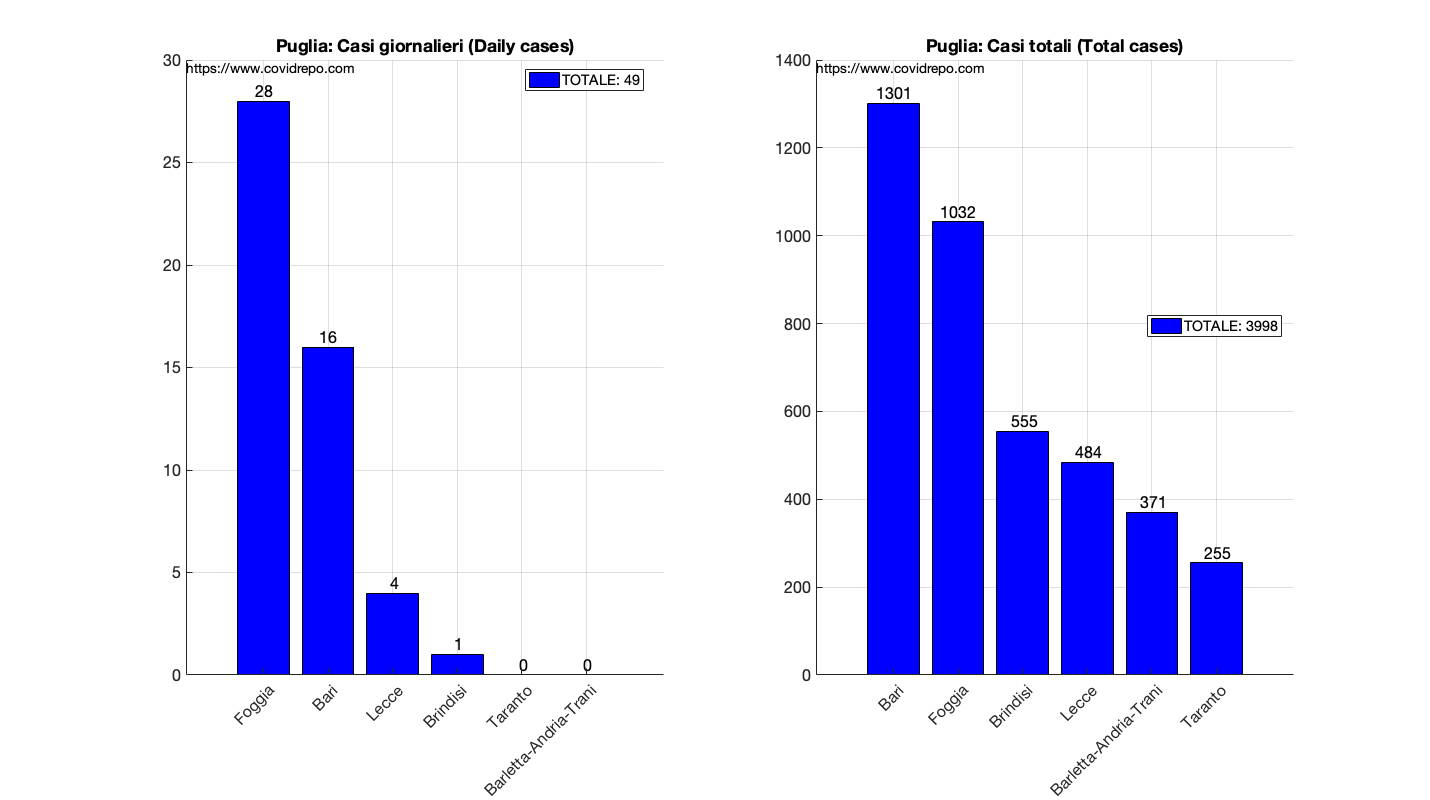 Puglia: Casi giornalieri (Daily cases)
https://www.covidrepo.com
TOTALE: 49
30
25
20
15
10
5
0
28
16
4
1
0
0
Foggia
Bari
Lecce
Brindisi
Taranto
Barletta-Andria-Trani
Puglia: Casi totali (Total cases)
https://www.covidrepo.com
TOTALE: 3998
1400
1200
1000
800
600
400
200
0
1301
1032
555
484
371
255
Bari
Foggia
Brindisi
Lecce
Barletta-Andria-Trani
Taranto